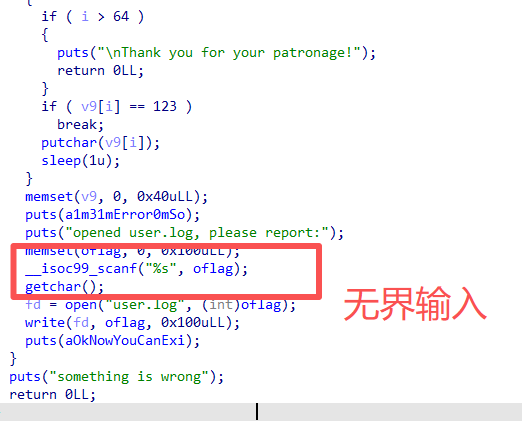 {
if ( i > 64 )
{
puts("\nThank you for your patronage!");
return 0LL;
}
if ( v9[i] == 123 )
break;
putchar(v9[i]);
sleep(1u);
}
memset(v9, 0, 0x40uLL);
puts(a1m31mError0mSo);
puts("opened user.log, please report:");
memset(oflag, 0, 0x100uLL);
__isoc99_scanf("%s", oflag);
getchar();
无界输入
fd = open("user.log", (int)oflag);
write(fd, oflag, 0x100uLL);
puts(aOkNowYouCanExi);
}
puts("something is wrong");
return 0LL;